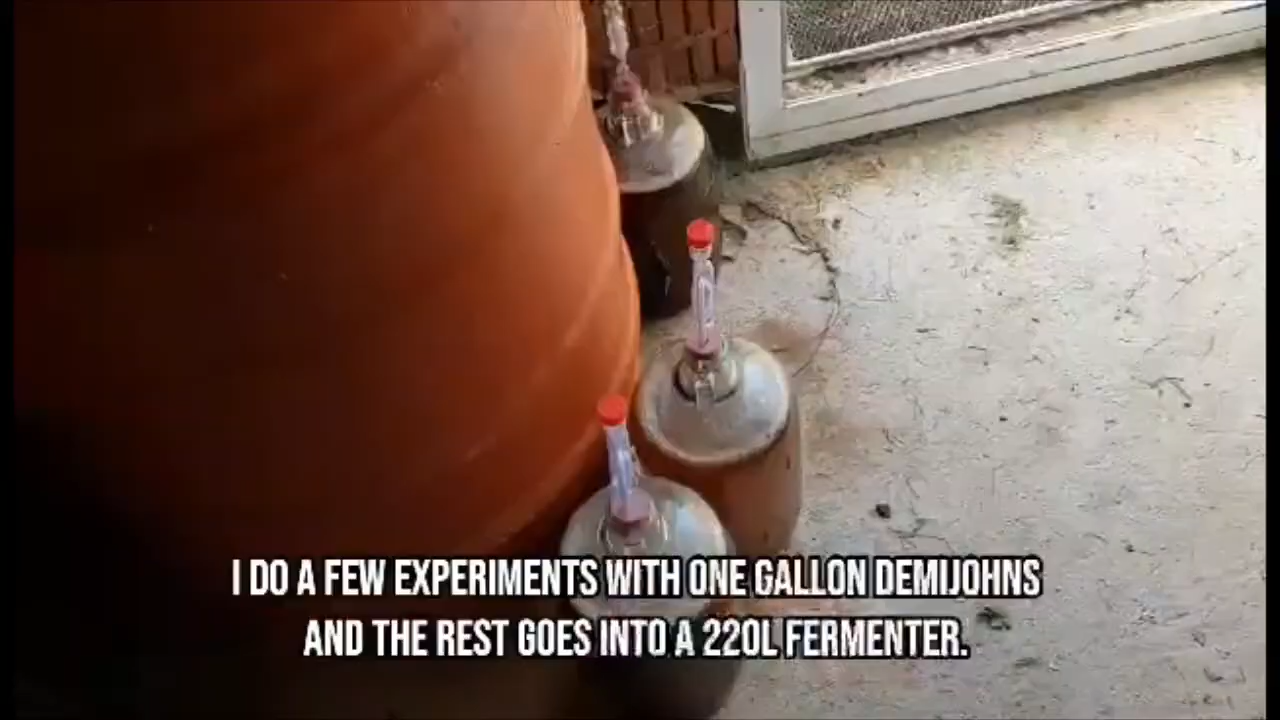 I DO A FEW EXPERIMENTS WITH ONE GALLON DEMIJOHNS
AND THE REST GOES INTO A 220L FERMENTER.